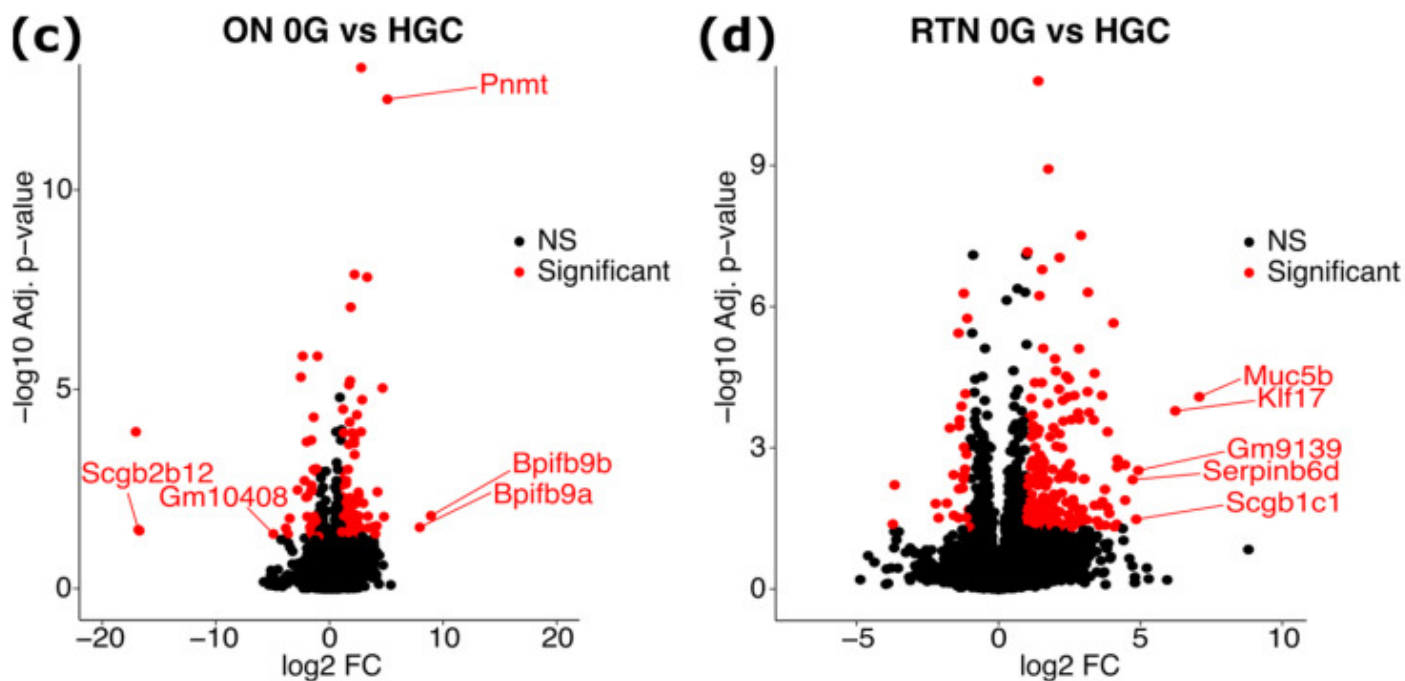 (c) ON 0G vs HGC
Pnmt
10
5
0
−log10 Adj. p−value
NS
Significant
Scgb2b12
Gm10408
Bpifb9b
Bpifb9a
−20 −10 0 10 20
log2 FC
(d) RTN 0G vs HGC
9
6
3
0
−log10 Adj. p−value
NS
Significant
Muc5b
Klf17
Gm9139
Serpinb6d
Scgb1c1
−5 0 5 10
log2 FC